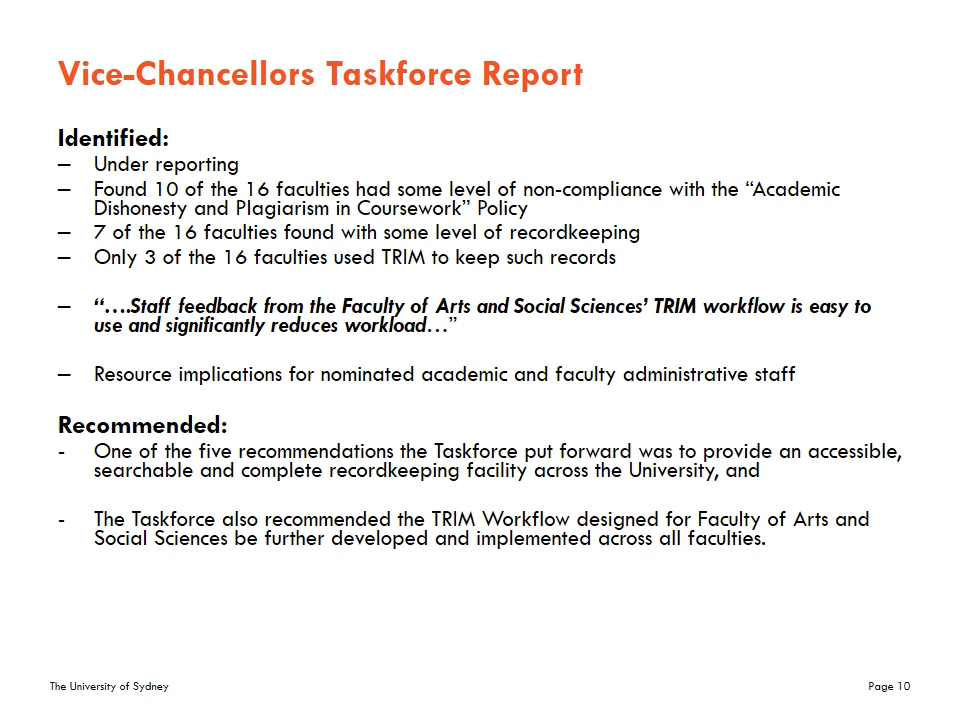 Vice-Chancellors Taskforce Report
Identified:
– Under reporting
– Found 10 of the 16 faculties had some level of non-compliance with the “Academic
Dishonesty and Plagiarism in Coursework” Policy
– 7 of the 16 faculties found with some level of recordkeeping
– Only 3 of the 16 faculties used TRIM to keep such records
– “….Staff feedback from the Faculty of Arts and Social Sciences’ TRIM workflow is easy to
use and significantly reduces workload…”
– Resource implications for nominated academic and faculty administrative staff
Recommended:
- One of the five recommendations the Taskforce put forward was to provide an accessible,
searchable and complete recordkeeping facility across the University, and
- The Taskforce also recommended the TRIM Workflow designed for Faculty of Arts and
Social Sciences be further developed and implemented across all faculties.
The University of Sydney
Page 10